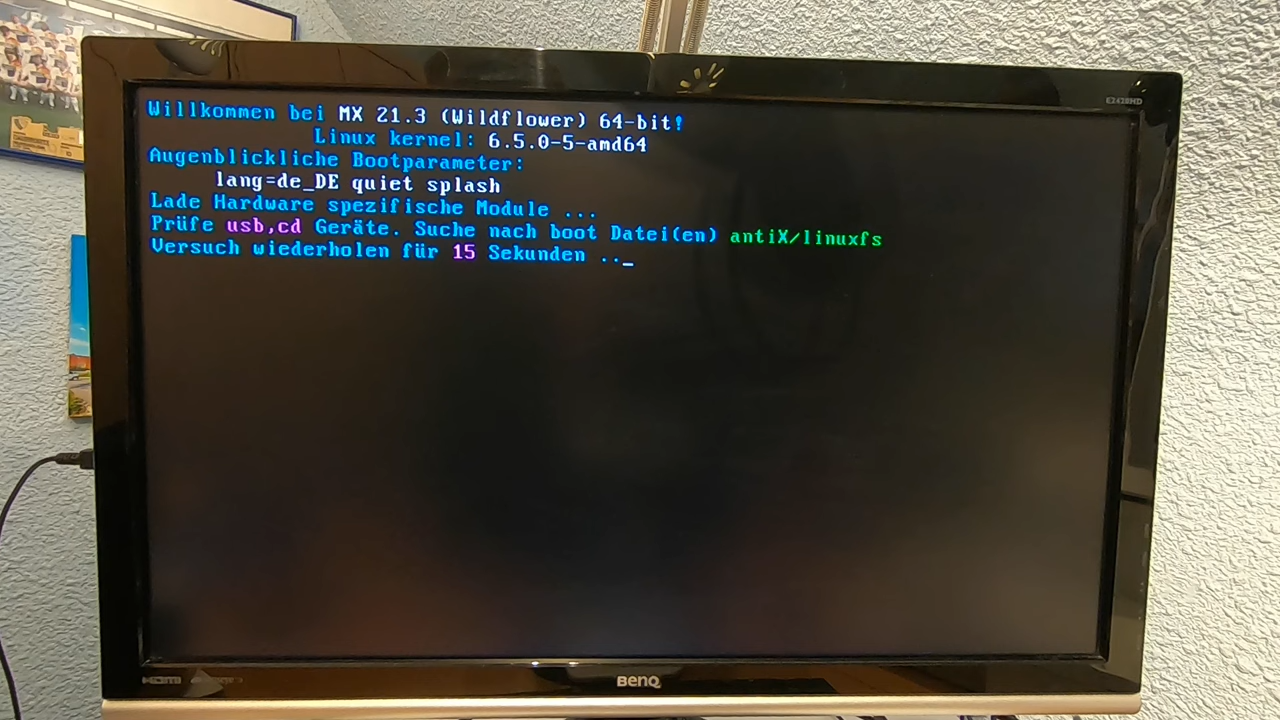 Willkommen bei MX 21.3 (Wildflower) 64-bit!
Linux kernel: 6.5.0-5-amd64
Augenblickliche Bootparameter:
lang=de_DE quiet splash
Lade Hardware spezifische Module ...
Prüfe usb,cd Geräte. Suche nach boot Datei(en) antiX/linuxfs
Versuch wiederholen für 15 Sekunden .._
HDMI
BenQ